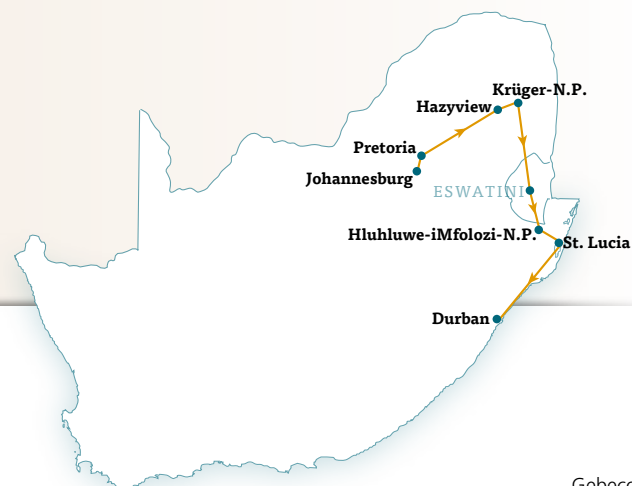 Krüger-N.P.
Hazyview
Pretoria
Johannesburg
ESWATINI
Hluhluwe-iMfolozi-N.P.
St. Lucia
Durban